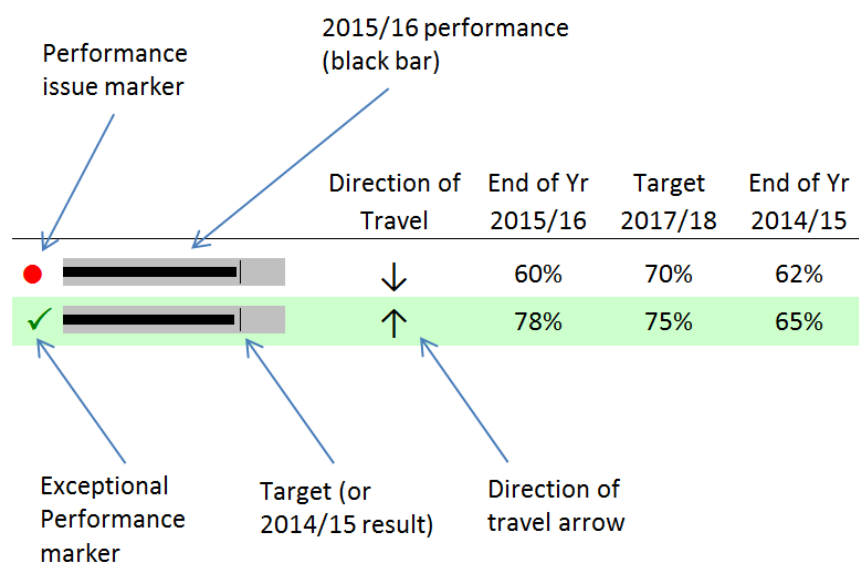 2015/16 performance
(black bar)
Performance
issue marker
Direction of End of Yr Target End of Yr
Travel 2015/16 2017/18 2014/15
↓ 60% 70% 62%
✓ ↑ 78% 75% 65%
Exceptional
Performance
marker
Target (or
2014/15 result)
Direction of
travel arrow